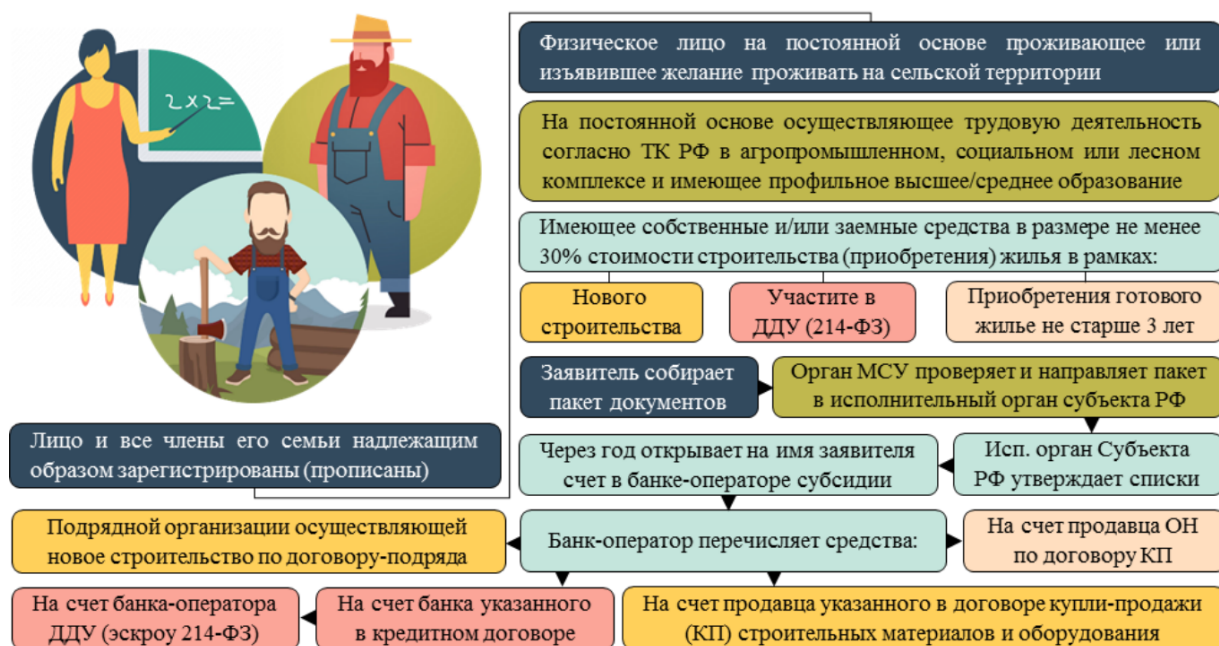 2 x 2 =
Физическое лицо на постоянной основе проживающее или
изъявившее желание проживать на сельской территории
На постоянной основе осуществляющее трудовую деятельность
согласно ТК РФ в агропромышленном, социальном или лесном
комплексе и имеющее профильное высшее/среднее образование
Имеющее собственные и/или заемные средства в размере не менее
30% стоимости строительства (приобретения) жилья в рамках:
Нового
строительства
Участите в
ДДУ (214-ФЗ)
Приобретения готового
жилье не старше 3 лет
Заявитель собирает
пакет документов
Орган МСУ проверяет и направляет пакет
в исполнительный орган субъекта РФ
Лицо и все члены его семьи надлежащим
образом зарегистрированы (прописаны)
Через год открывает на имя заявителя
счет в банке-операторе субсидии
Исп. орган Субъекта
РФ утверждает списки
Подрядной организации осуществляющей
новое строительство по договору-подряда
Банк-оператор перечисляет средства:
На счет продавца ОН
по договору КП
На счет банка-оператора
ДДУ (эскроу 214-ФЗ)
На счет банка указанного
в кредитном договоре
На счет продавца указанного в договоре купли-продажи
(КП) строительных материалов и оборудования